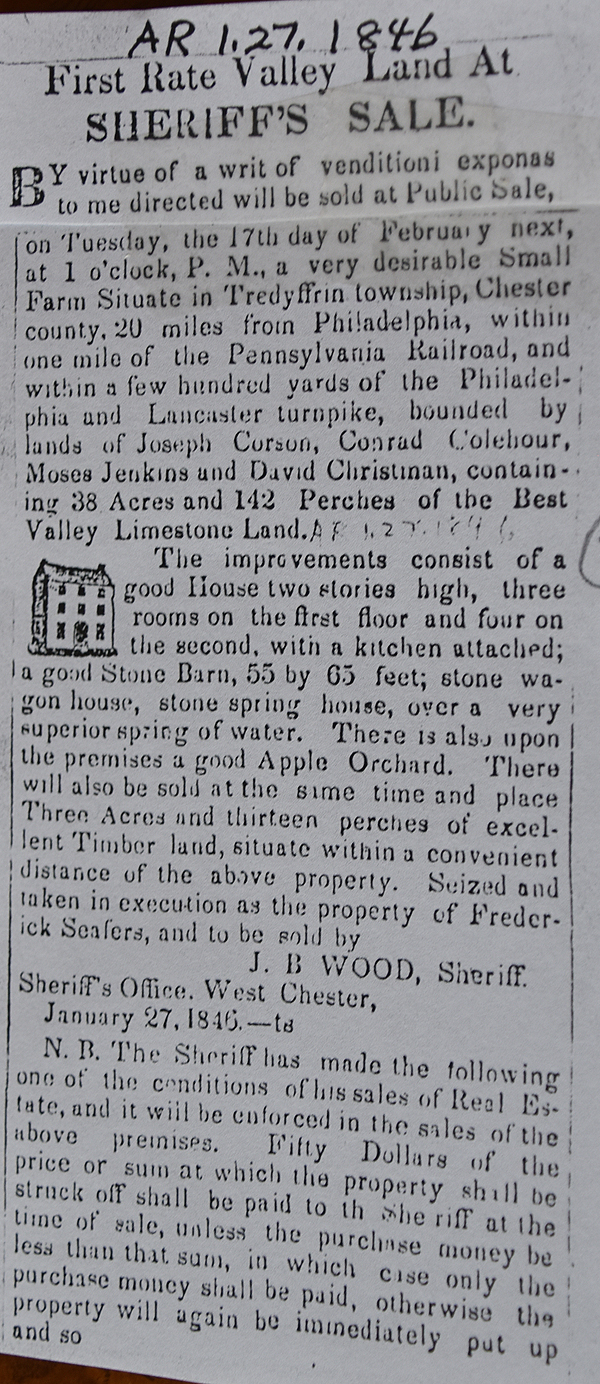 AR 1.27.1846
First Rate Valley Land At
SHERIFF'S SALE.
BY virtue of a writ of venditioni exponas
to me directed will be sold at Public Sale,
on Tuesday, the 17th day of February next,
at 1 o'clock, P. M., a very desirable Small
Farm Situate in Tredyffrin township, Chester
county, 20 miles from Philadelphia, within
one mile of the Pennsylvania Railroad, and
within a few hundred yards of the Philadel-
phia and Lancaster turnpike, bounded by
lands of Joseph Corson, Conrad Colehour,
Moses Jenkins and David Christman, contain-
ing 38 Acres and 142 Perches of the Best
Valley Limestone Land. AR 1.27.1846
The improvements consist of a
good House two stories high, three
rooms on the first floor and four on
the second, with a kitchen attached;
a good Stone Barn, 55 by 65 feet; stone wa-
gon house, stone spring house, over a very
superior spring of water. There is also upon
the premises a good Apple Orchard. There
will also be sold at the same time and place
Three Acres and thirteen perches of excel-
lent Timber land, situate within a convenient
distance of the above property. Seized and
taken in execution as the property of Freder-
ick Seafers, and to be sold by
J. B WOOD, Sheriff.
Sheriff's Office. West Chester,
January 27, 1846.—ts
N. B. The Sheriff has made the following
one of the conditions of his sales of Real Es-
tate, and it will be enforced in the sales of the
above premises. Fifty Dollars of the
price or sum at which the property shall be
struck off shall be paid to th Sheriff at the
time of sale, unless the purchase money be
less than that sum, in which case only the
purchase money shall be paid, otherwise the
property will again be immediately put up
and so